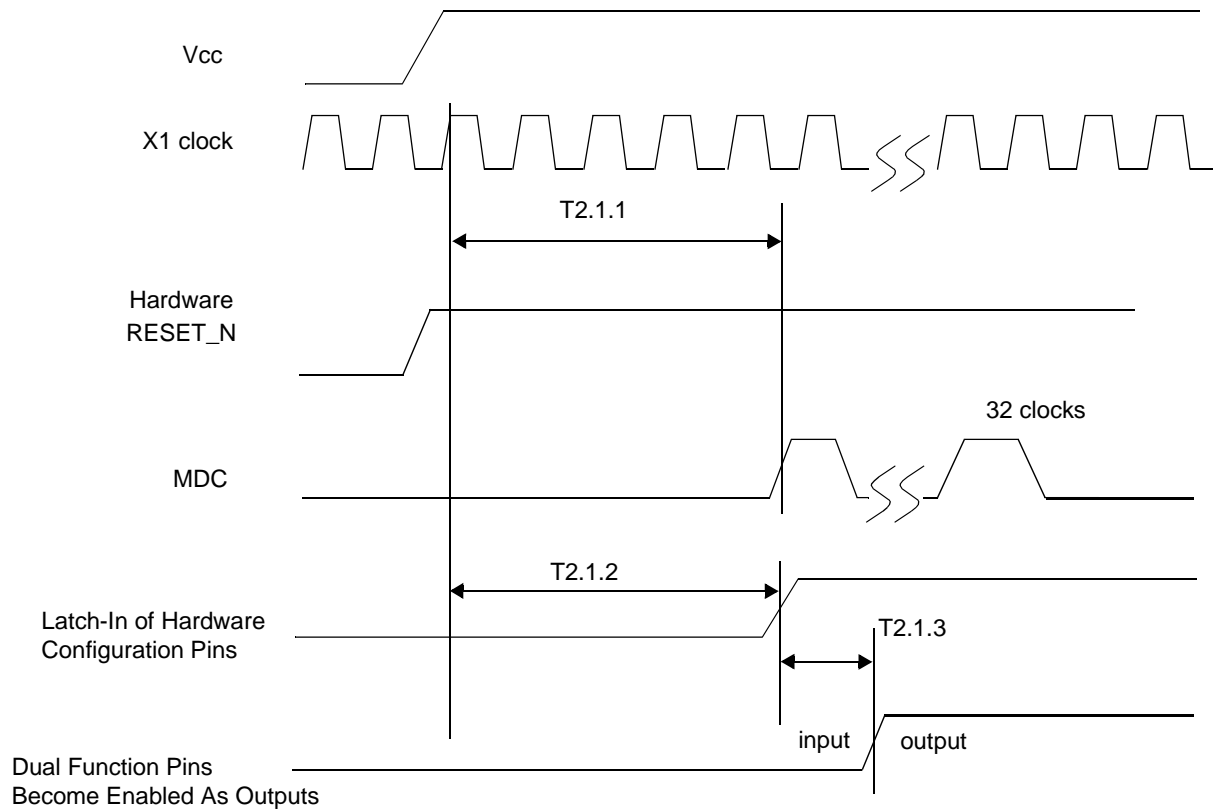 Vcc
X1 clock
T2.1.1
Hardware
RESET_N
32 clocks
MDC
T2.1.2
Latch-In of Hardware
Configuration Pins
T2.1.3
input
output
Dual Function Pins
Become Enabled As Outputs